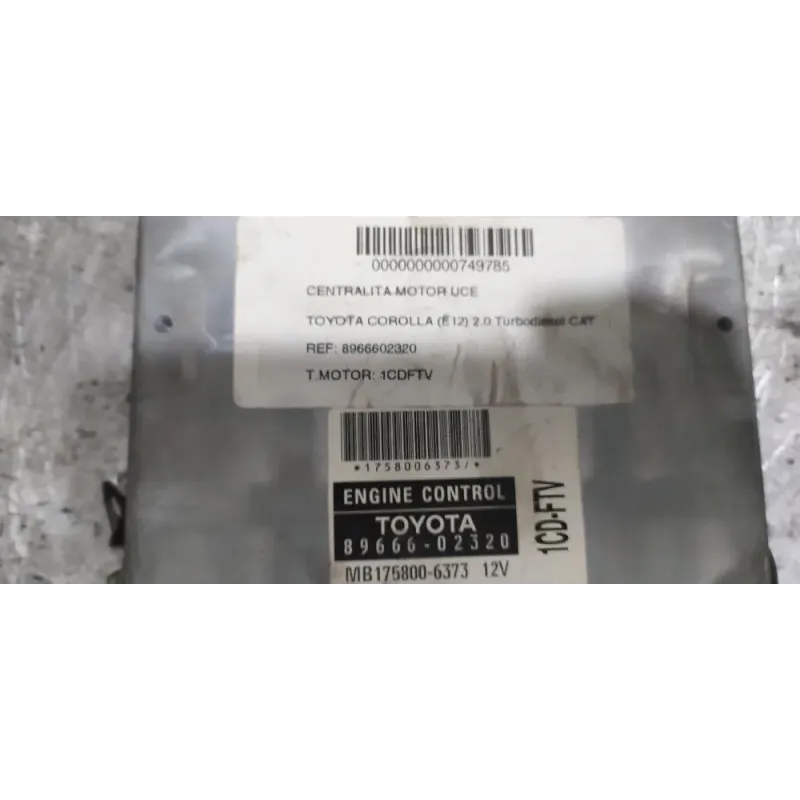 0000000000749785
CENTRALITA MOTOR UCE
TOYOTA COROLLA (E12) 2.0 Turbodiesel CAT
REF: 8966602320
T.MOTOR: 1CDFTV
*1758006373/*
ENGINE CONTROL
TOYOTA
89666-02320
MB175800-6373 12V
1CD-FTV